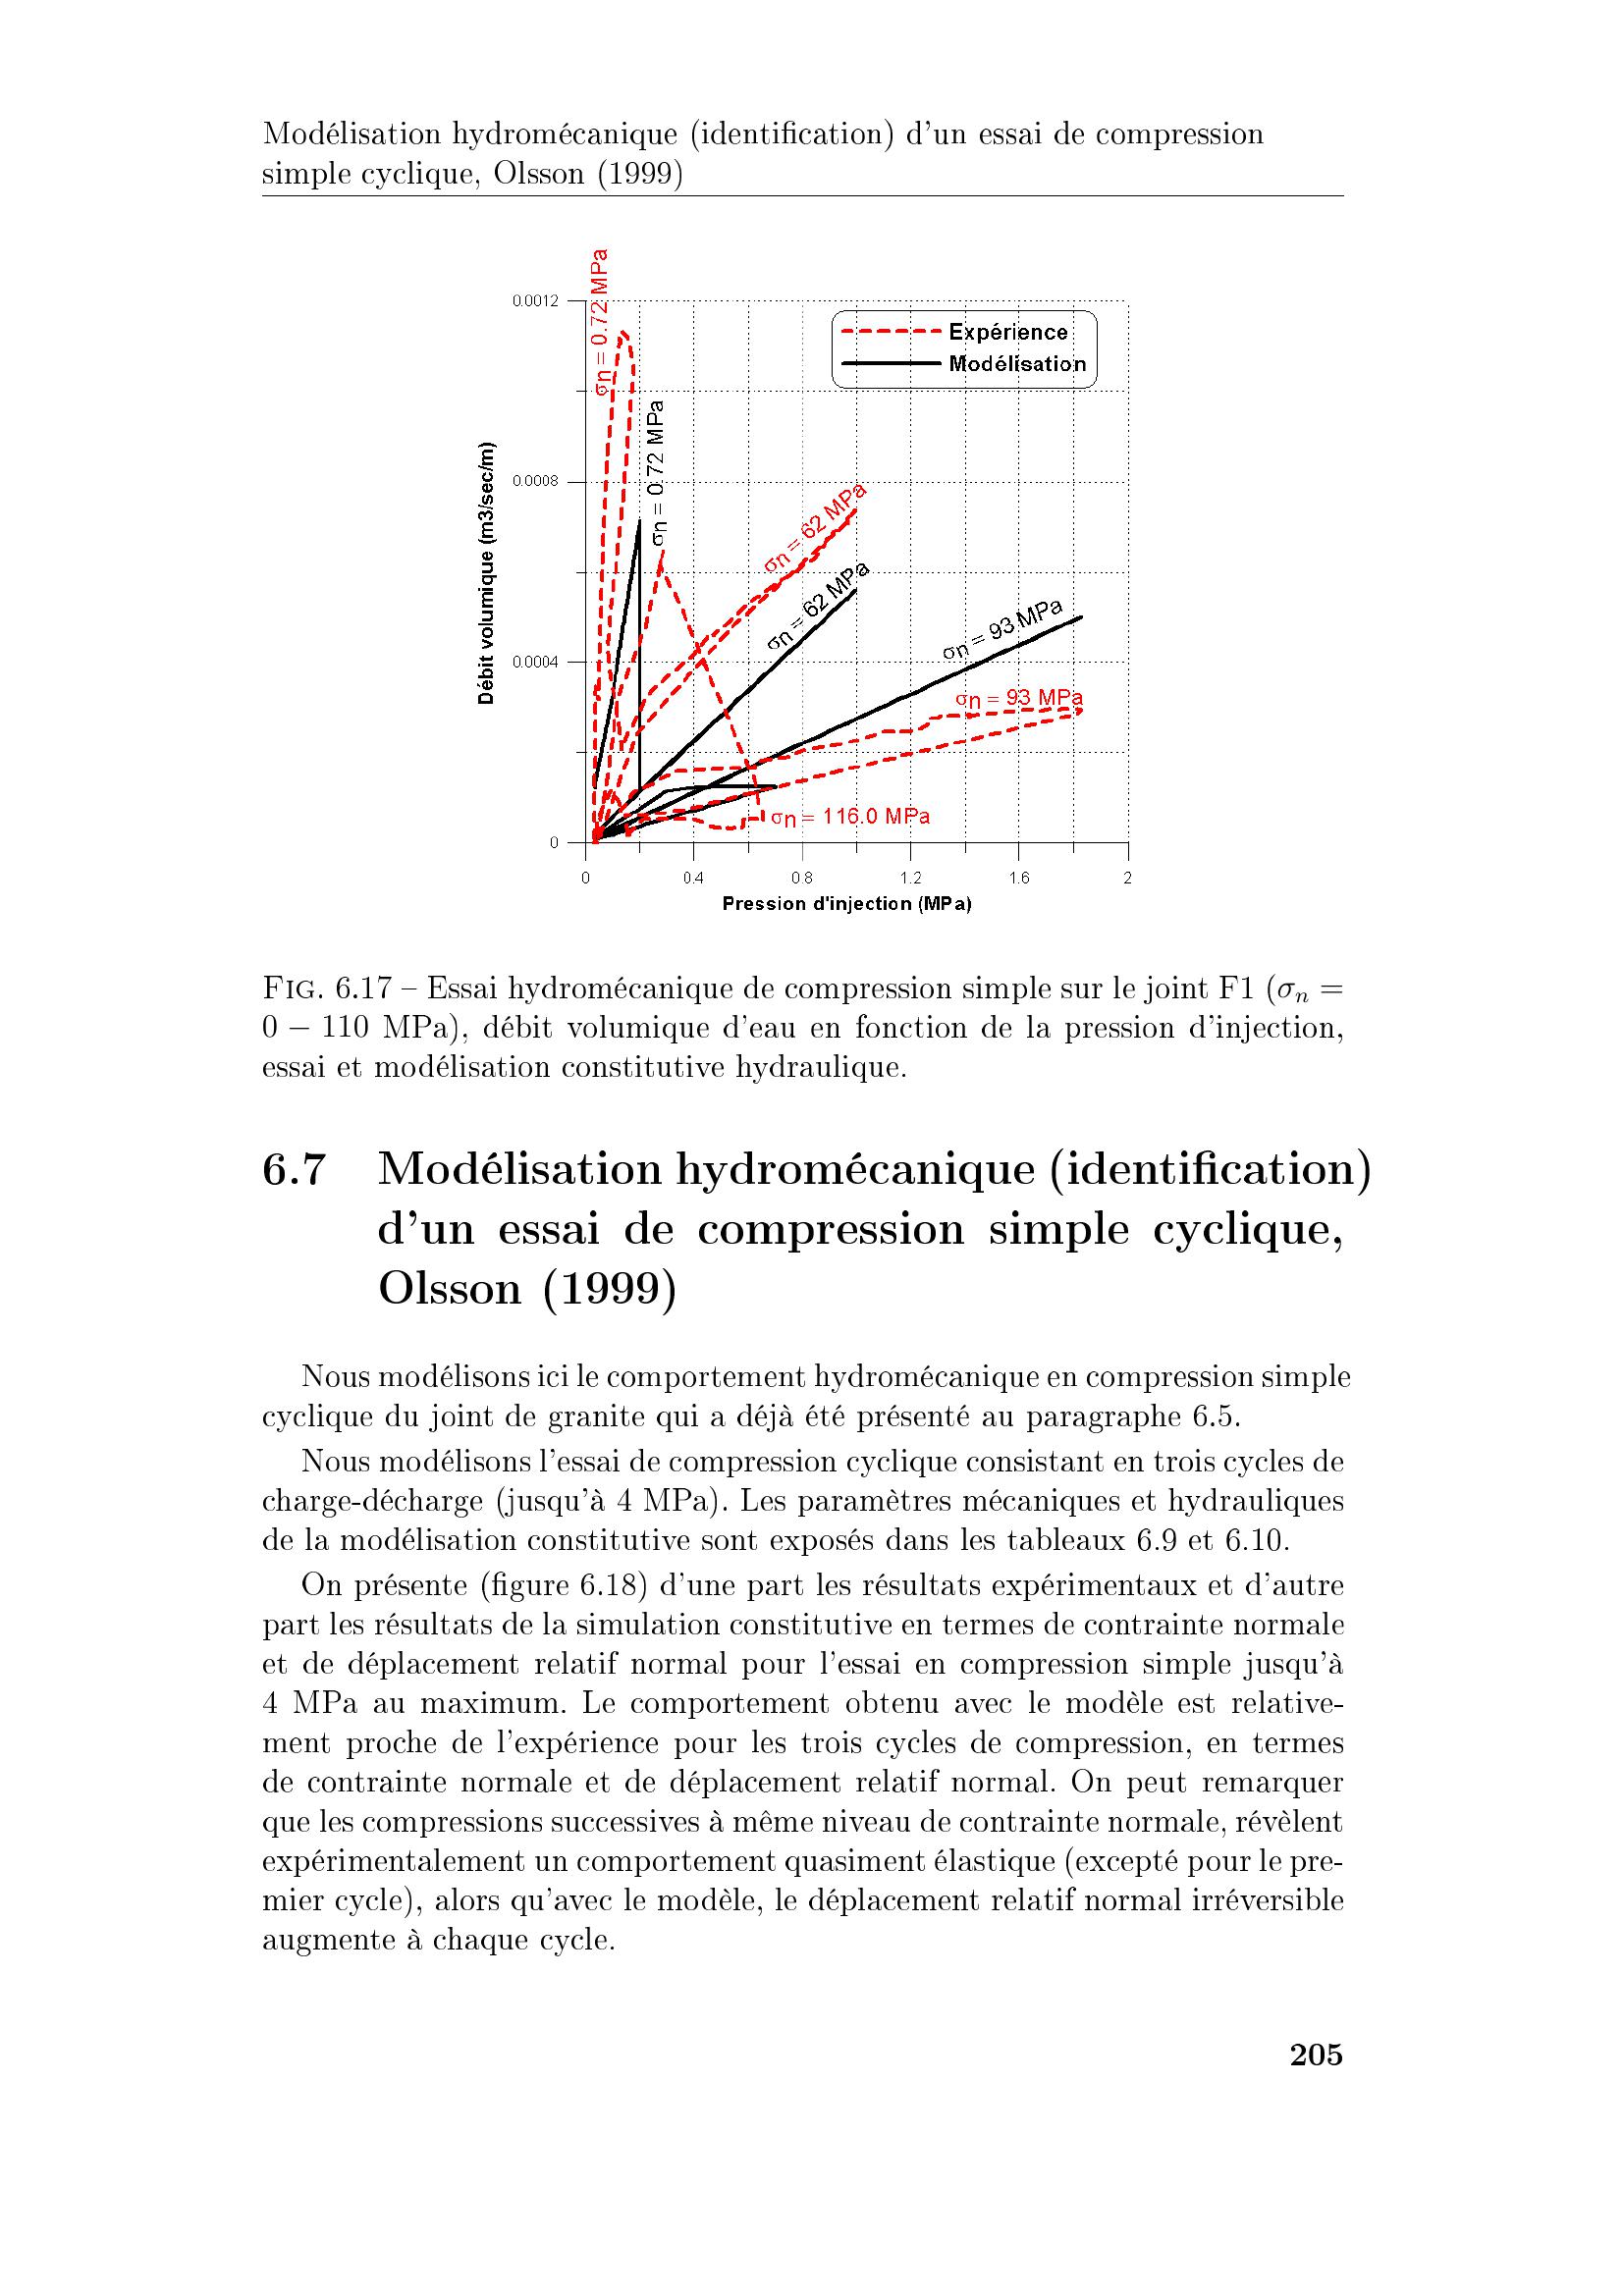 Modélisation hydromécanique (identification) d'un essai de compression
simple cyclique, Olsson (1999)
σn = 0.72 MPa
0.0012
Expérience
Modélisation
σn = 0.72 MPa
0.0008
σn = 62 MPa
σn = 62 MPa
σn = 93 MPa
Débit volumique (m3/sec/m)
0.0004
σn = 93 MPa
σn = 116.0 MPa
0
0 0.4 0.8 1.2 1.6 2
Pression d'injection (MPa)
FIG. 6.17 – Essai hydromécanique de compression simple sur le joint F1 (σn =
0 − 110 MPa), débit volumique d'eau en fonction de la pression d'injection,
essai et modélisation constitutive hydraulique.
6.7 Modélisation hydromécanique (identification)
d'un essai de compression simple cyclique,
Olsson (1999)
Nous modélisons ici le comportement hydromécanique en compression simple
cyclique du joint de granite qui a déjà été présenté au paragraphe 6.5.
Nous modélisons l'essai de compression cyclique consistant en trois cycles de
charge-décharge (jusqu'à 4 MPa). Les paramètres mécaniques et hydrauliques
de la modélisation constitutive sont exposés dans les tableaux 6.9 et 6.10.
On présente (figure 6.18) d'une part les résultats expérimentaux et d'autre
part les résultats de la simulation constitutive en termes de contrainte normale
et de déplacement relatif normal pour l'essai en compression simple jusqu'à
4 MPa au maximum. Le comportement obtenu avec le modèle est relative-
ment proche de l'expérience pour les trois cycles de compression, en termes
de contrainte normale et de déplacement relatif normal. On peut remarquer
que les compressions successives à même niveau de contrainte normale, révèlent
expérimentalement un comportement quasiment élastique (excepté pour le pre-
mier cycle), alors qu'avec le modèle, le déplacement relatif normal irréversible
augmente à chaque cycle.
205